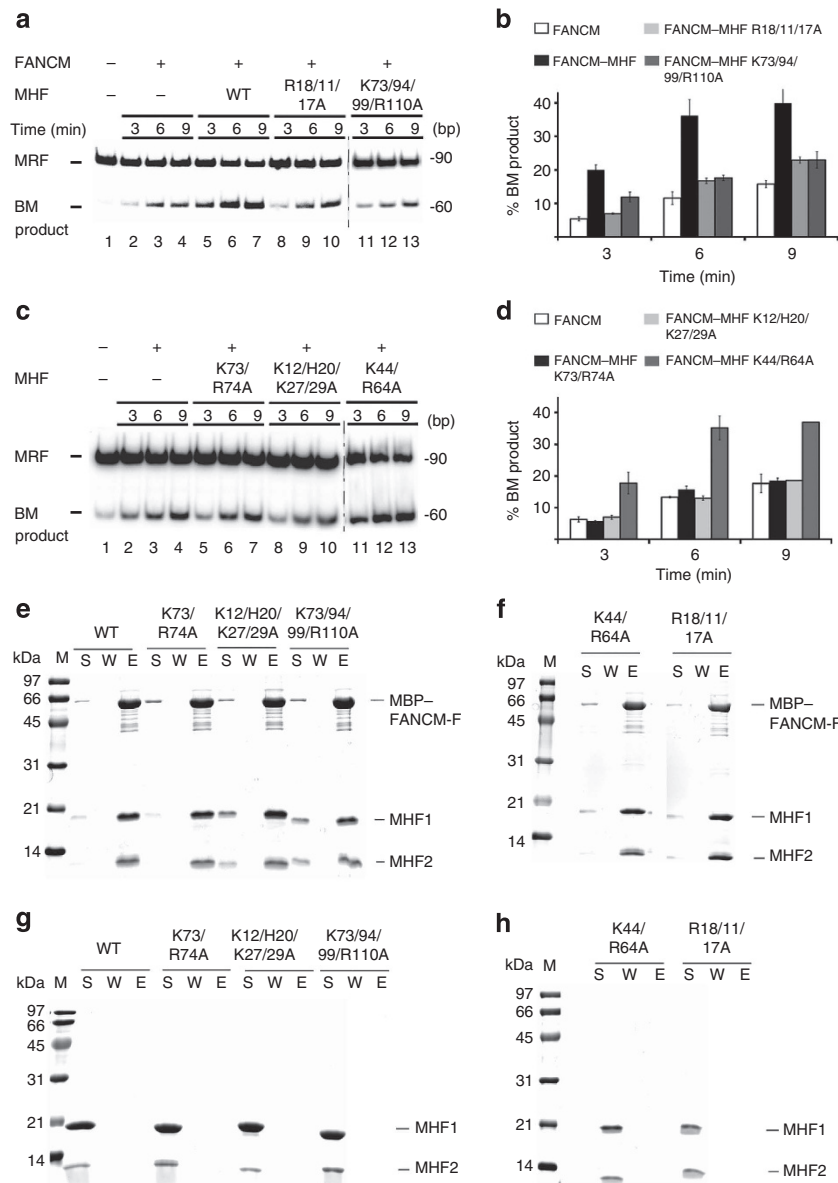 a
FANCM – + + + +
MHF – – WT R18/11/17A K73/94/99/R110A
Time (min) 3 6 9 3 6 9 3 6 9 3 6 9 (bp)
MRF -90
BM product -60
1 2 3 4 5 6 7 8 9 10 11 12 13
b
FANCM
FANCM–MHF R18/11/17A
FANCM–MHF
FANCM–MHF K73/94/99/R110A
% BM product
40
30
20
10
3 6 9
Time (min)
c
– + + + +
MHF – – K73/R74A K12/H20/K27/29A K44/R64A
3 6 9 3 6 9 3 6 9 3 6 9 (bp)
MRF -90
BM product -60
1 2 3 4 5 6 7 8 9 10 11 12 13
d
FANCM
FANCM–MHF K12/H20/K27/29A
FANCM–MHF K73/R74A
FANCM–MHF K44/R64A
% BM product
40
30
20
10
3 6 9
Time (min)
e
WT K73/R74A K12/H20/K27/29A K73/94/99/R110A
kDa M S W E S W E S W E S W E
97
66
45
31
21
14
MBP–FANCM-F
MHF1
MHF2
f
K44/R64A R18/11/17A
kDa M S W E S W E
97
66
45
31
21
14
MBP–FANCM-F
MHF1
MHF2
g
WT K73/R74A K12/H20/K27/29A K73/94/99/R110A
kDa M S W E S W E S W E S W E
97
66
45
31
21
14
MHF1
MHF2
h
K44/R64A R18/11/17A
kDa M S W E S W E
97
66
45
31
21
14
MHF1
MHF2